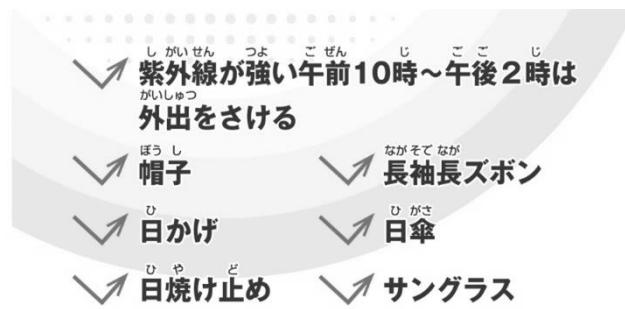 紫外線が強い午前10時～午後2時は
外出をさける
帽子
長袖長ズボン
日かげ
日傘
日焼け止め
サングラス